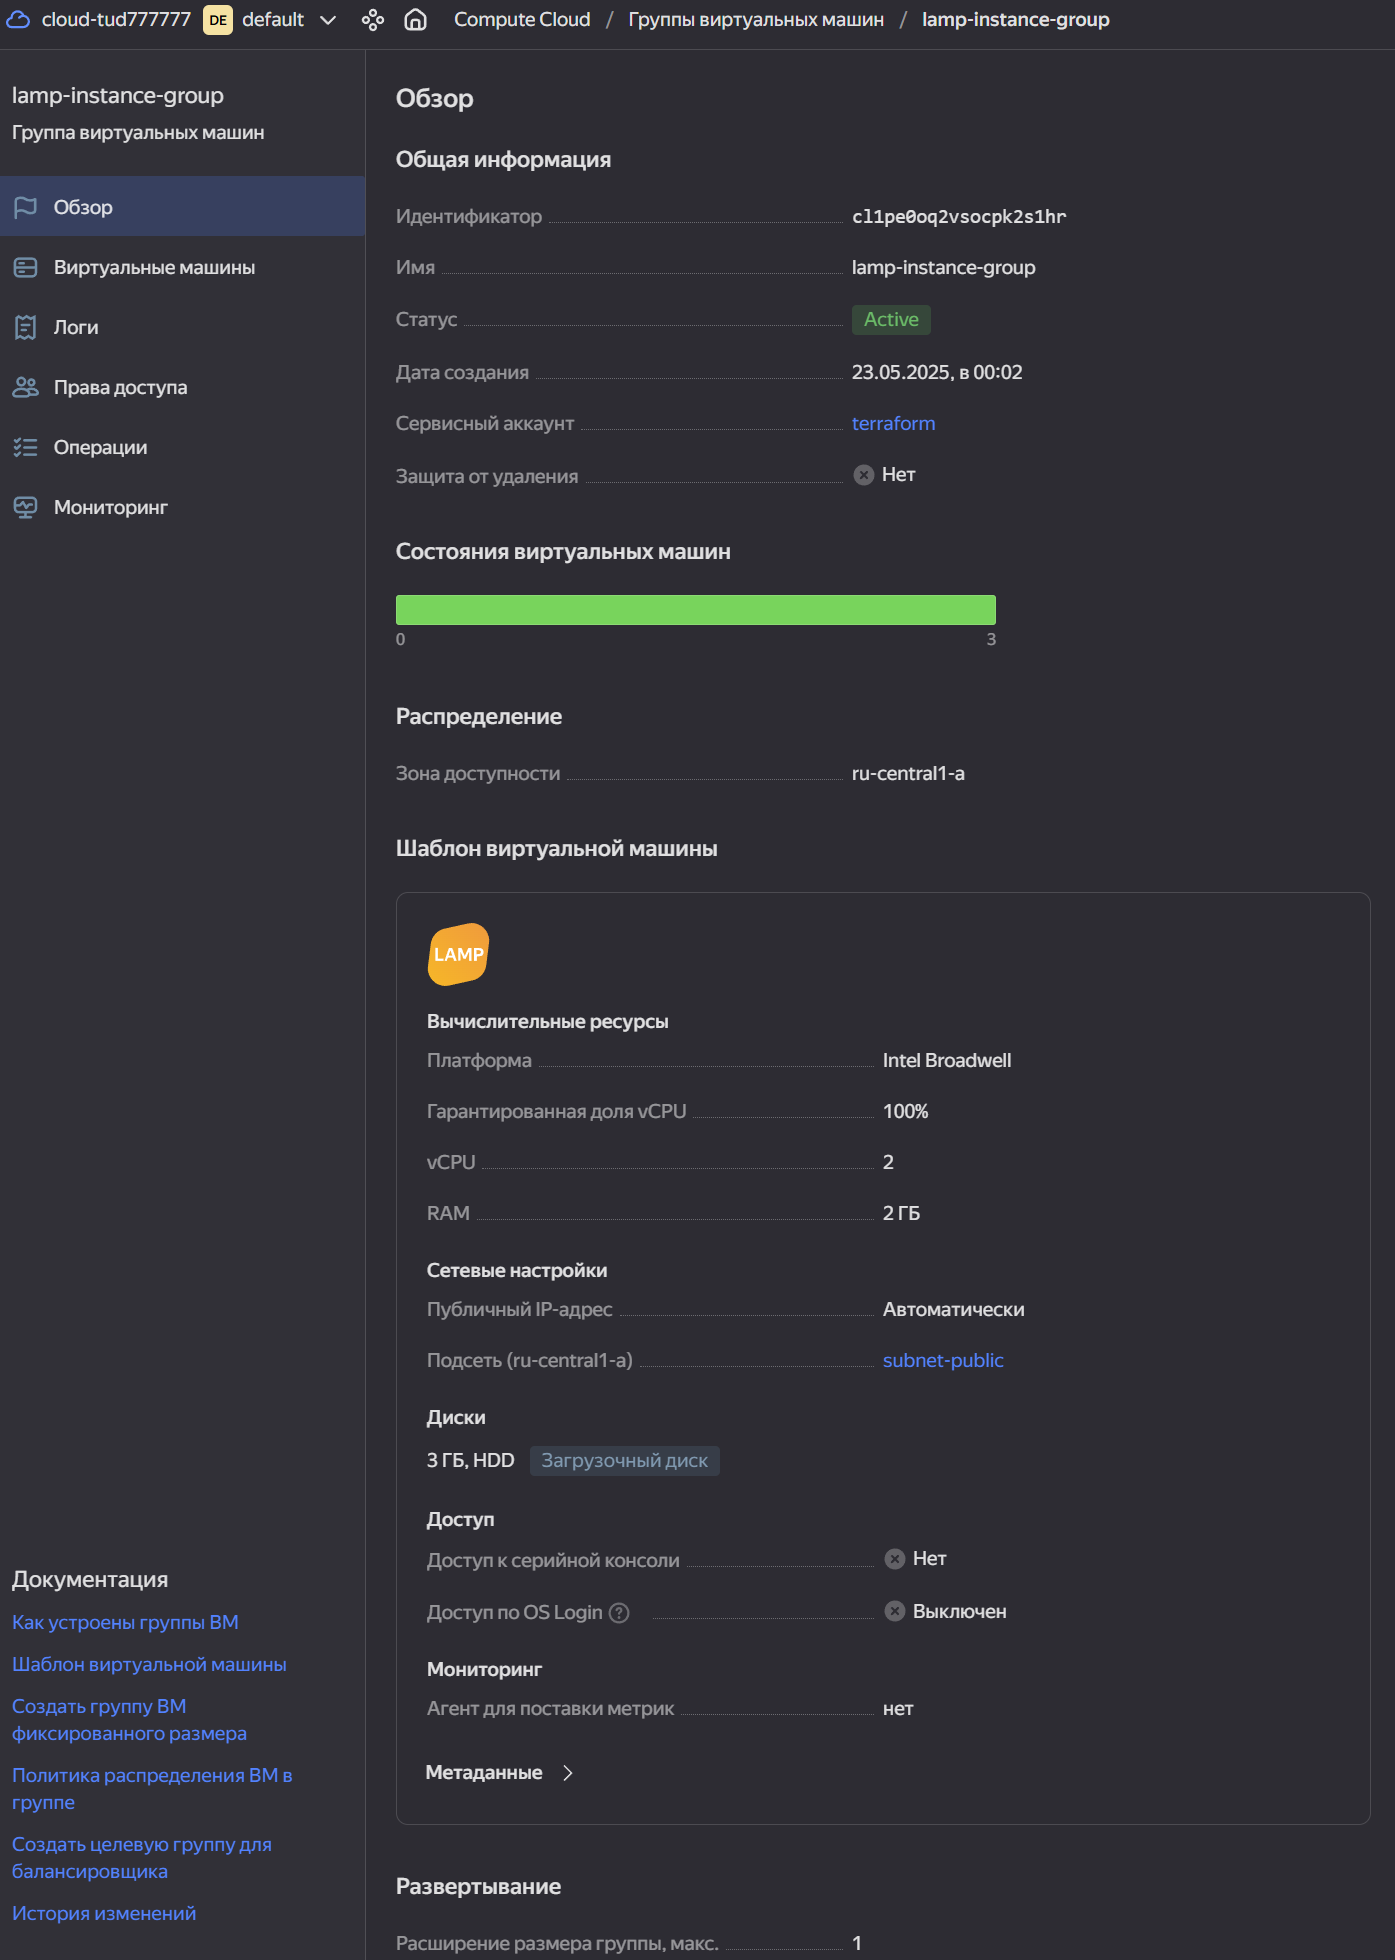 cloud-tud777777 DE default Compute Cloud / Группы виртуальных машин / lamp-instance-group
lamp-instance-group
Группа виртуальных машин
Обзор
Виртуальные машины
Логи
Права доступа
Операции
Мониторинг
Документация
Как устроены группы ВМ
Шаблон виртуальной машины
Создать группу ВМ
фиксированного размера
Политика распределения ВМ в
группе
Создать целевую группу для
балансировщика
История изменений
Обзор
Общая информация
Идентификатор cl1pe0oq2vsocpk2s1hr
Имя lamp-instance-group
Статус Active
Дата создания 23.05.2025, в 00:02
Сервисный аккаунт terraform
Защита от удаления Нет
Состояния виртуальных машин
0 3
Распределение
Зона доступности ru-central1-a
Шаблон виртуальной машины
LAMP
Вычислительные ресурсы
Платформа Intel Broadwell
Гарантированная доля vCPU 100%
vCPU 2
RAM 2 ГБ
Сетевые настройки
Публичный IP-адрес Автоматически
Подсеть (ru-central1-a) subnet-public
Диски
3 ГБ, HDD Загрузочный диск
Доступ
Доступ к серийной консоли Нет
Доступ по OS Login ? Выключен
Мониторинг
Агент для поставки метрик нет
Метаданные
Развертывание
Расширение размера группы, макс. 1